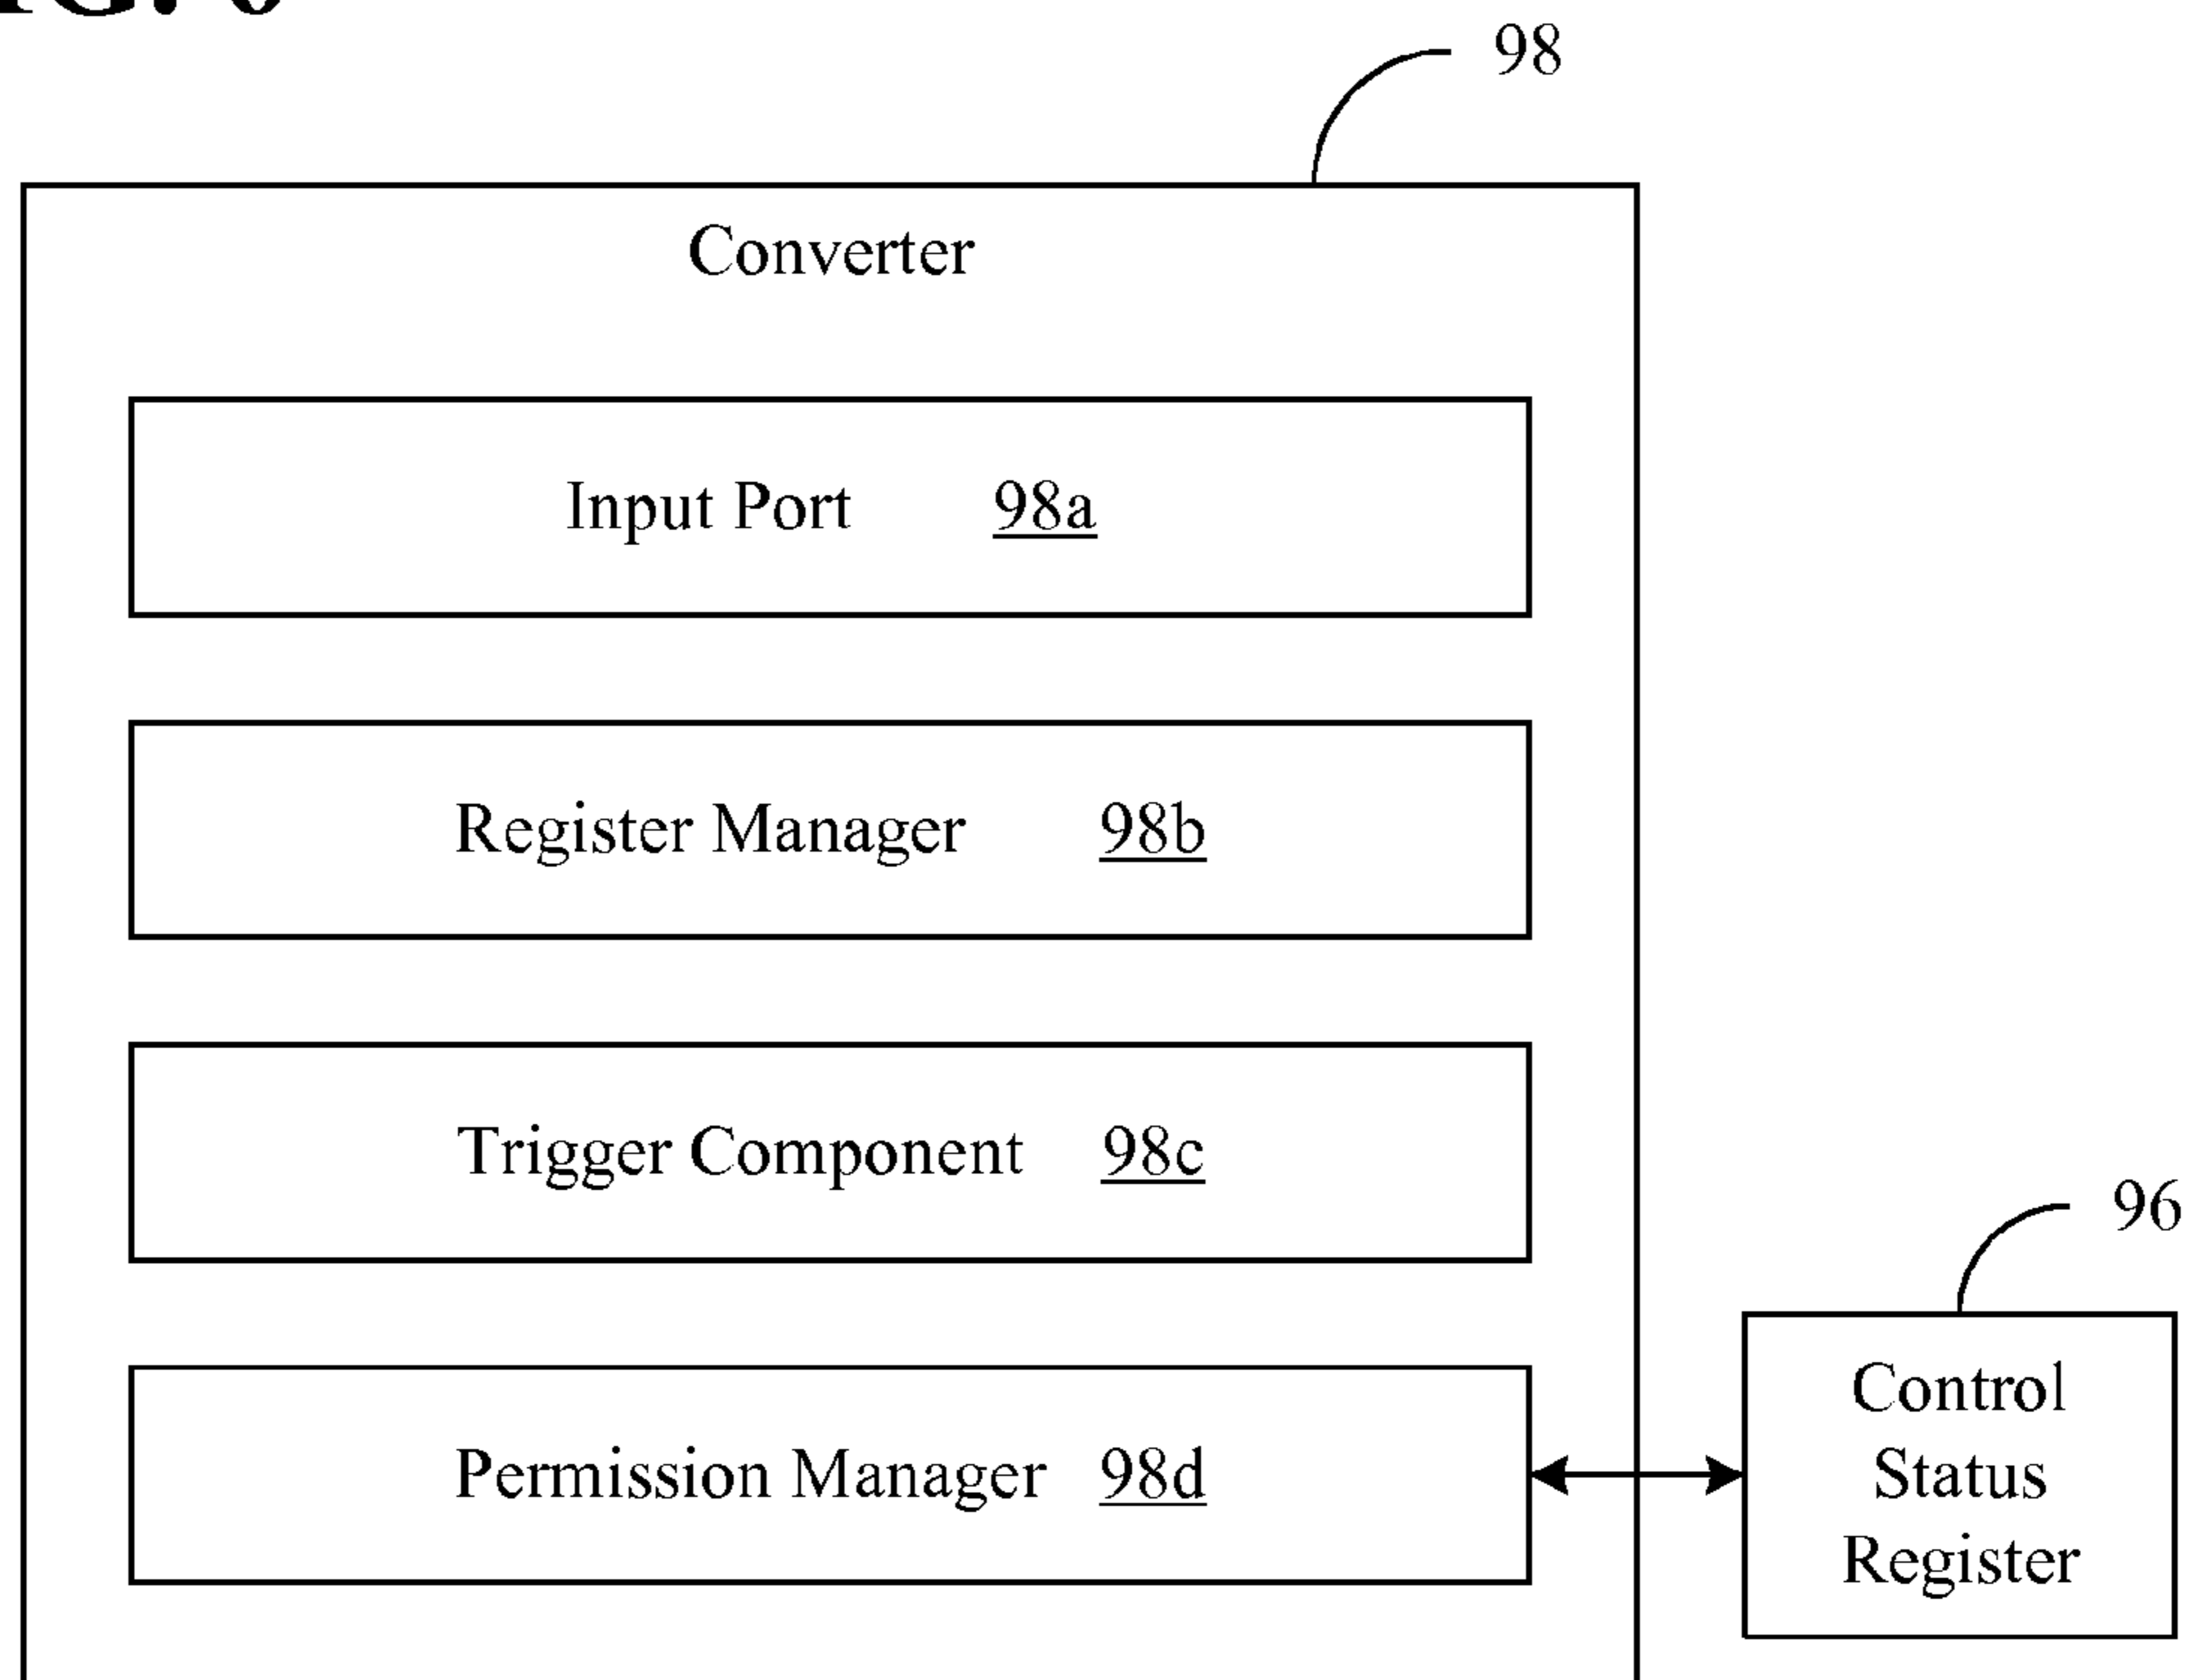 98
Converter
Input Port 98a
Register Manager 98b
Trigger Component 98c
96
Permission Manager 98d
Control
Status
Register